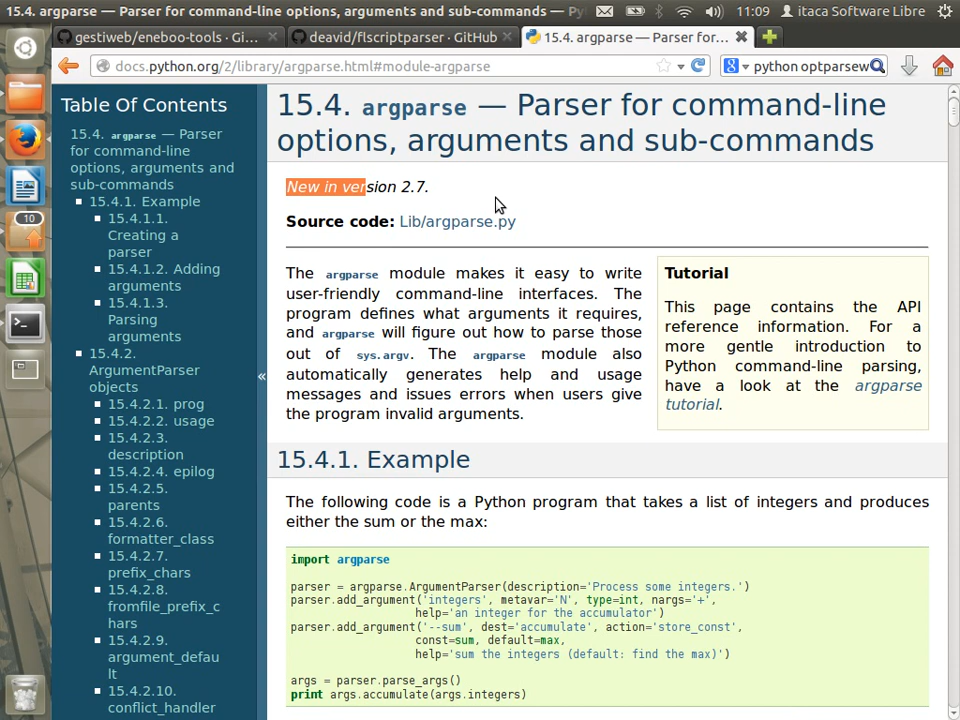 15.4. argparse — Parser for command-line options, arguments and sub-commands —
11:09 itaca Software Libre
gestiweb/eneboo-tools · Gi... deavid/flscriptparser · GitHub 15.4. argparse — Parser for...
docs.python.org/2/library/argparse.html#module-argparse python optparsew
Table Of Contents
15.4. argparse — Parser
for command-line
options, arguments and
sub-commands
15.4.1. Example
15.4.1.1.
Creating a
parser
15.4.1.2. Adding
arguments
15.4.1.3.
Parsing
arguments
15.4.2.
ArgumentParser
objects
15.4.2.1. prog
15.4.2.2. usage
15.4.2.3.
description
15.4.2.4. epilog
15.4.2.5.
parents
15.4.2.6.
formatter_class
15.4.2.7.
prefix_chars
15.4.2.8.
fromfile_prefix_c
hars
15.4.2.9.
argument_defau
lt
15.4.2.10.
conflict_handler
10
«
15.4. argparse — Parser for command-line
options, arguments and sub-commands
New in version 2.7.
Source code: Lib/argparse.py
The argparse module makes it easy to write
user-friendly command-line interfaces. The
program defines what arguments it requires,
and argparse will figure out how to parse those
out of sys.argv. The argparse module also
automatically generates help and usage
messages and issues errors when users give
the program invalid arguments.
Tutorial
This page contains the API
reference information. For a
more gentle introduction to
Python command-line parsing,
have a look at the argparse
tutorial.
15.4.1. Example
The following code is a Python program that takes a list of integers and produces
either the sum or the max:
import argparse
parser = argparse.ArgumentParser(description='Process some integers.')
parser.add_argument('integers', metavar='N', type=int, nargs='+',
help='an integer for the accumulator')
parser.add_argument('--sum', dest='accumulate', action='store_const',
const=sum, default=max,
help='sum the integers (default: find the max)')
args = parser.parse_args()
print args.accumulate(args.integers)